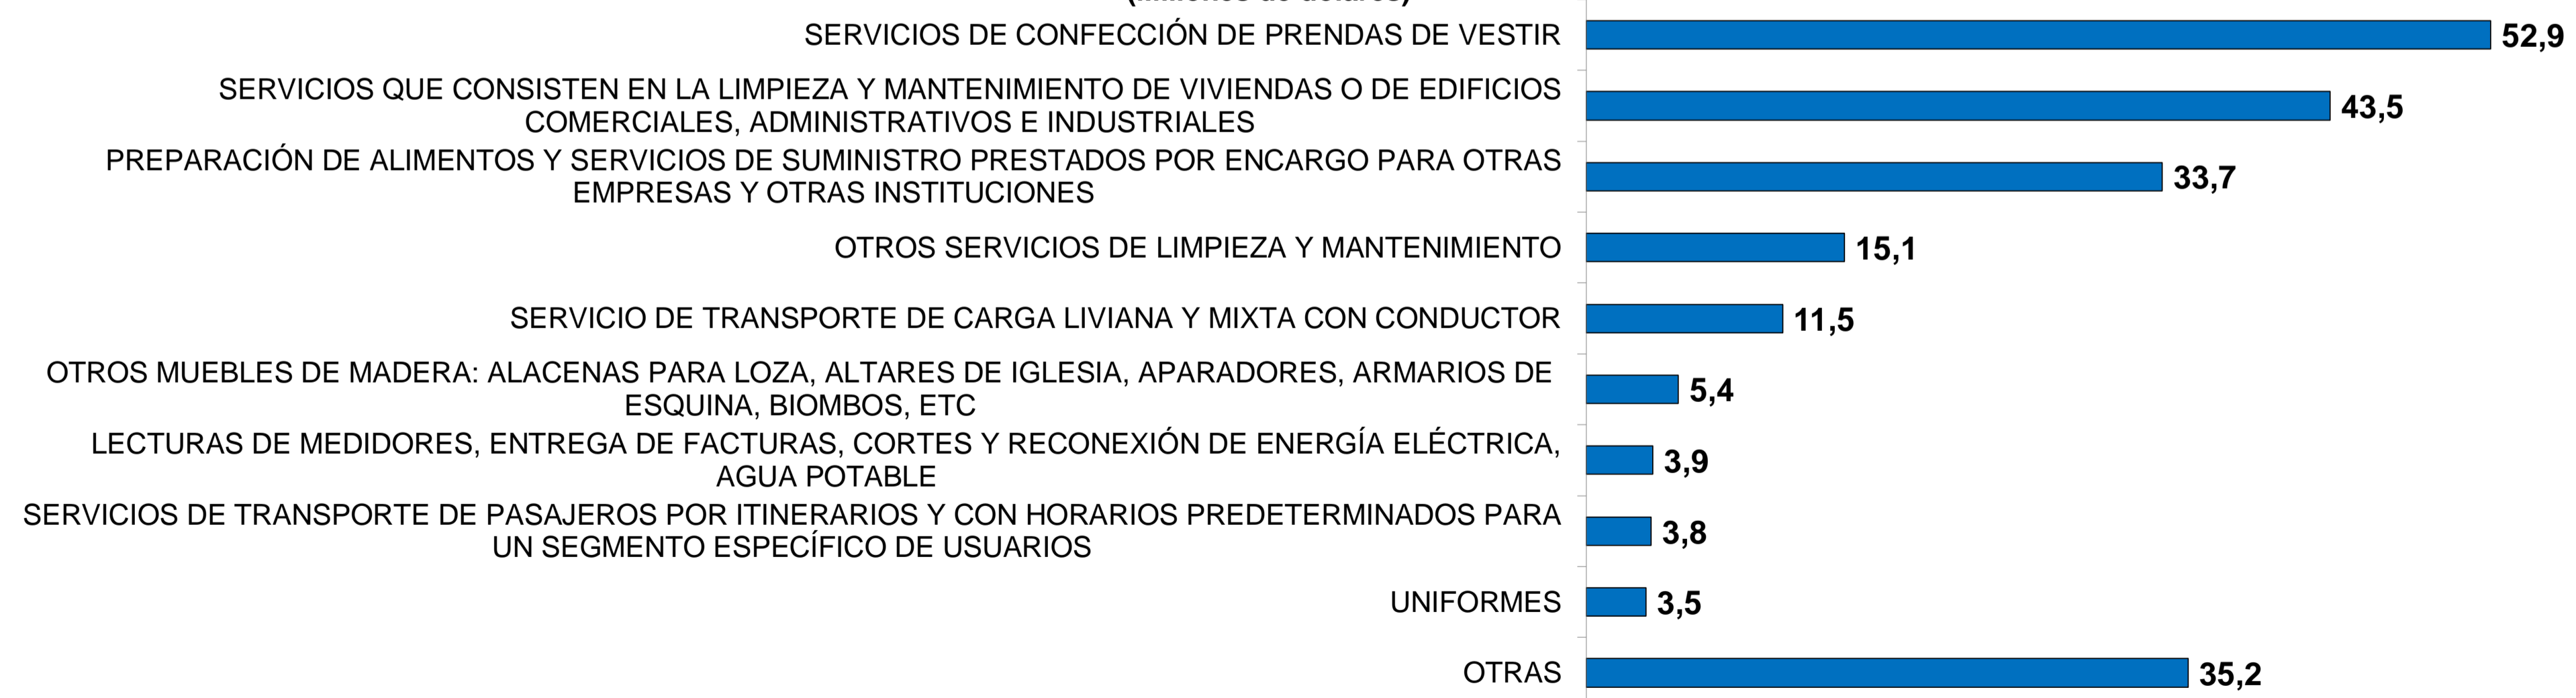 SERVICIOS DE CONFECCIÓN DE PRENDAS DE VESTIR 52,9
SERVICIOS QUE CONSISTEN EN LA LIMPIEZA Y MANTENIMIENTO DE VIVIENDAS O DE EDIFICIOS
COMERCIALES, ADMINISTRATIVOS E INDUSTRIALES 43,5
PREPARACIÓN DE ALIMENTOS Y SERVICIOS DE SUMINISTRO PRESTADOS POR ENCARGO PARA OTRAS
EMPRESAS Y OTRAS INSTITUCIONES 33,7
OTROS SERVICIOS DE LIMPIEZA Y MANTENIMIENTO 15,1
SERVICIO DE TRANSPORTE DE CARGA LIVIANA Y MIXTA CON CONDUCTOR 11,5
OTROS MUEBLES DE MADERA: ALACENAS PARA LOZA, ALTARES DE IGLESIA, APARADORES, ARMARIOS DE
ESQUINA, BIOMBOS, ETC 5,4
LECTURAS DE MEDIDORES, ENTREGA DE FACTURAS, CORTES Y RECONEXIÓN DE ENERGÍA ELÉCTRICA,
AGUA POTABLE 3,9
SERVICIOS DE TRANSPORTE DE PASAJEROS POR ITINERARIOS Y CON HORARIOS PREDETERMINADOS PARA
UN SEGMENTO ESPECÍFICO DE USUARIOS 3,8
UNIFORMES 3,5
OTRAS 35,2